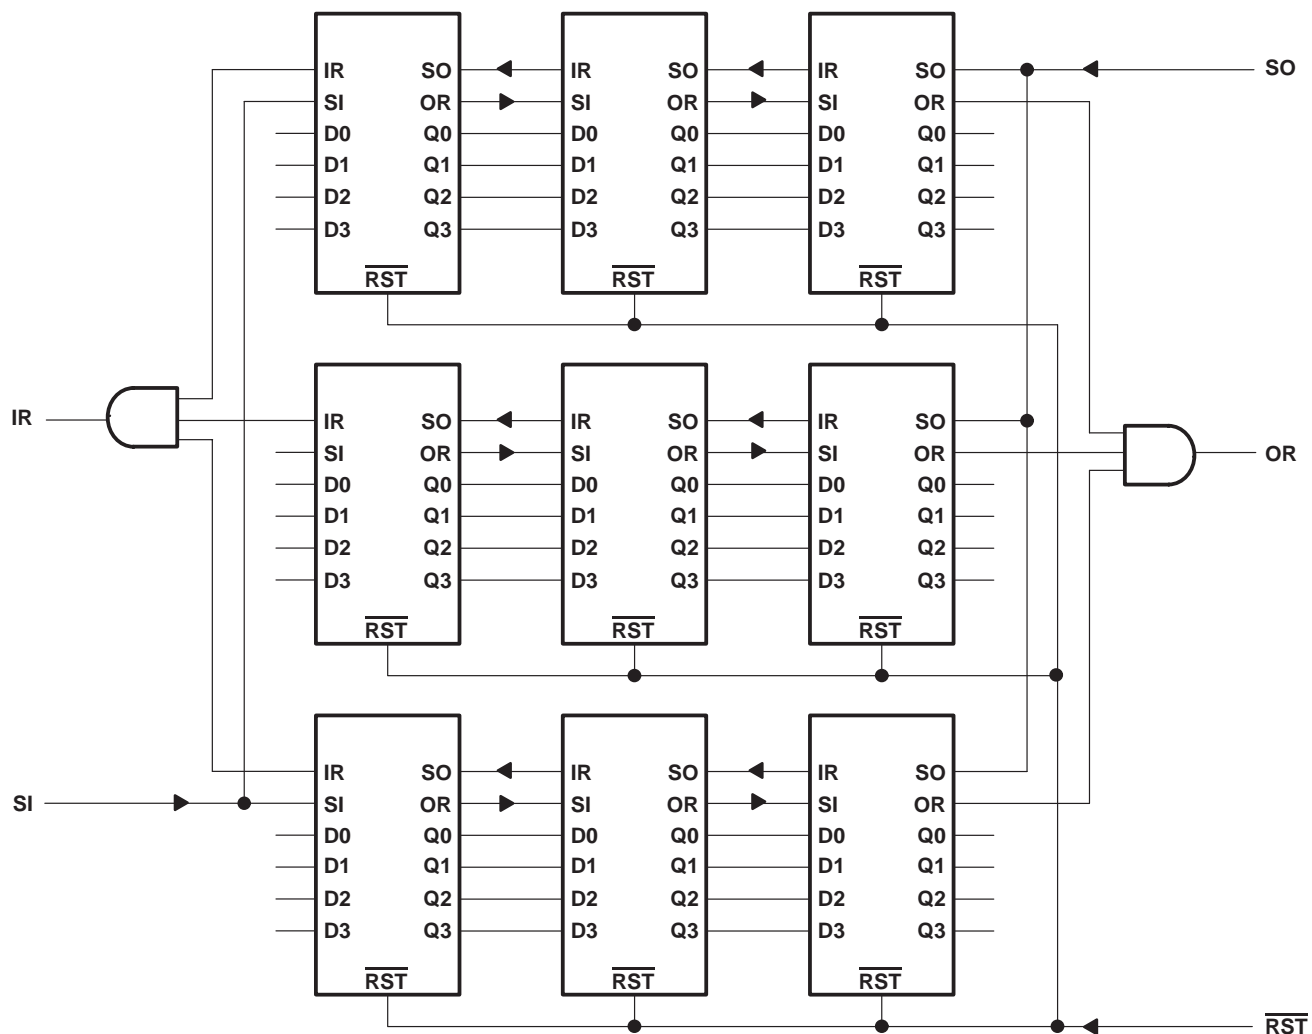 IR SO IR SO IR SO SO
SI OR SI OR SI OR
D0 Q0 D0 Q0 D0 Q0
D1 Q1 D1 Q1 D1 Q1
D2 Q2 D2 Q2 D2 Q2
D3 Q3 D3 Q3 D3 Q3
RST RST RST
IR IR SO IR SO IR SO
SI OR SI OR SI OR OR
D0 Q0 D0 Q0 D0 Q0
D1 Q1 D1 Q1 D1 Q1
D2 Q2 D2 Q2 D2 Q2
D3 Q3 D3 Q3 D3 Q3
RST RST RST
IR SO IR SO IR SO
SI SI OR SI OR SI OR
D0 Q0 D0 Q0 D0 Q0
D1 Q1 D1 Q1 D1 Q1
D2 Q2 D2 Q2 D2 Q2
D3 Q3 D3 Q3 D3 Q3
RST RST RST
RST